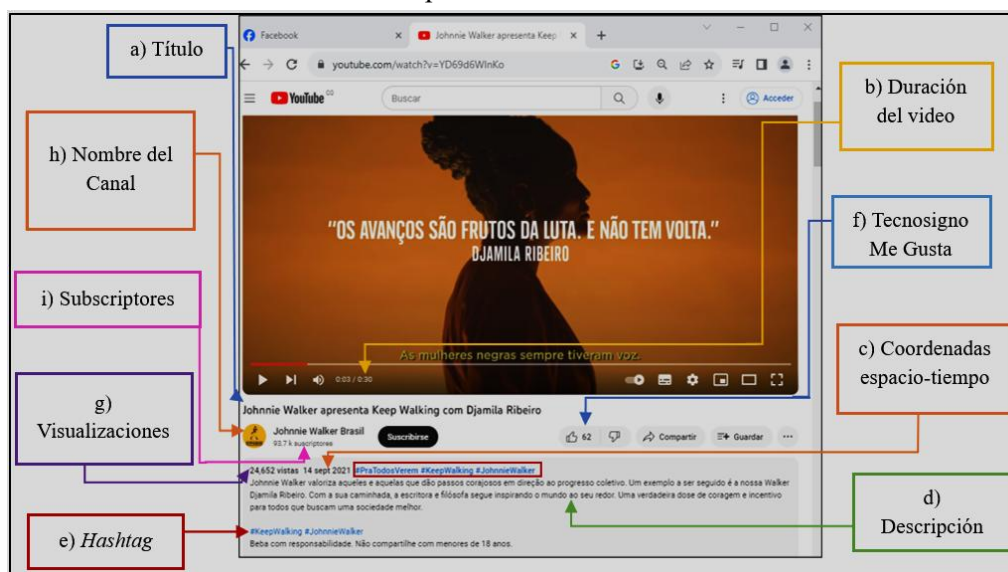 Facebook
Johnnie Walker apresenta Keep
a) Título
youtube.com/watch?v=YD69d6WlnKo
YouTube CO
Buscar
Acceder
b) Duración
del video
h) Nombre del
Canal
"OS AVANÇOS SÃO FRUTOS DA LUTA. E NÃO TEM VOLTA."
DJAMILA RIBEIRO
f) Tecnosigno
Me Gusta
i) Subscriptores
As mulheres negras sempre tiveram voz.
0:03 / 0:30
c) Coordenadas
espacio-tiempo
g)
Visualizaciones
Johnnie Walker apresenta Keep Walking com Djamila Ribeiro
Johnnie Walker Brasil
93.7 k suscriptores
Suscribirse
62
Compartir
Guardar
24,652 vistas 14 sept 2021 #PraTodosVerem #KeepWalking #JohnnieWalker
Johnnie Walker valoriza aqueles e aquelas que dão passos corajosos em direção ao progresso coletivo. Um exemplo a ser seguido é a nossa Walker
Djamila Ribeiro. Com a sua caminhada, a escritora e filósofa segue inspirando o mundo ao seu redor. Uma verdadeira dose de coragem e incentivo
para todos que buscam uma sociedade melhor.
d)
Descripción
e) Hashtag
#KeepWalking #JohnnieWalker
Beba com responsabilidade. Não compartilhe com menores de 18 anos.